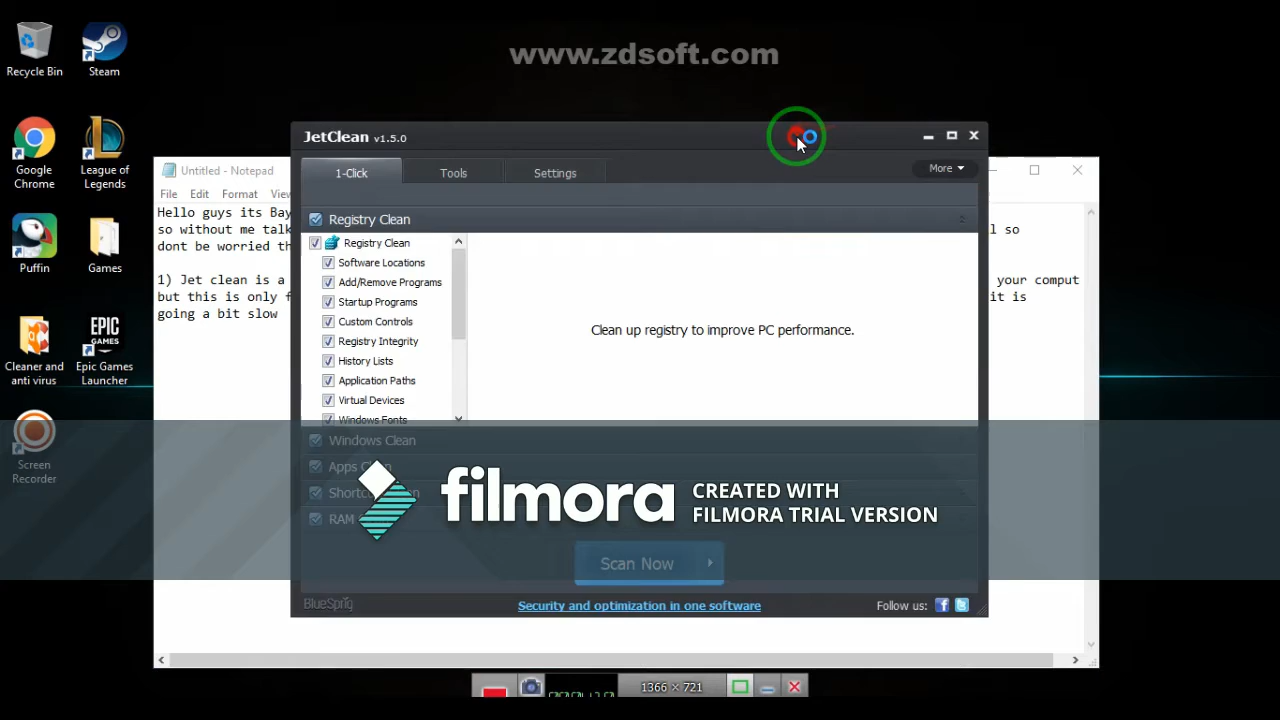 www.zdsoft.com
Recycle Bin
Steam
Google Chrome
League of Legends
Puffin
Games
Cleaner and anti virus
Epic Games Launcher
Screen Recorder
Untitled - Notepad
File Edit Format View
Hello guys its Bay
so without me talk
dont be worried th
l so
1) Jet clean is a
your comput
but this is only f
it is
going a bit slow
JetClean v1.5.0
1-Click Tools Settings More
Registry Clean
Registry Clean
Software Locations
Add/Remove Programs
Startup Programs
Custom Controls
Registry Integrity
History Lists
Application Paths
Virtual Devices
Windows Fonts
Clean up registry to improve PC performance.
Windows Clean
Apps
RAM
filmora
CREATED WITH
FILMORA TRIAL VERSION
Scan Now
BlueSprig
Security and optimization in one software
Follow us:
1366 × 721